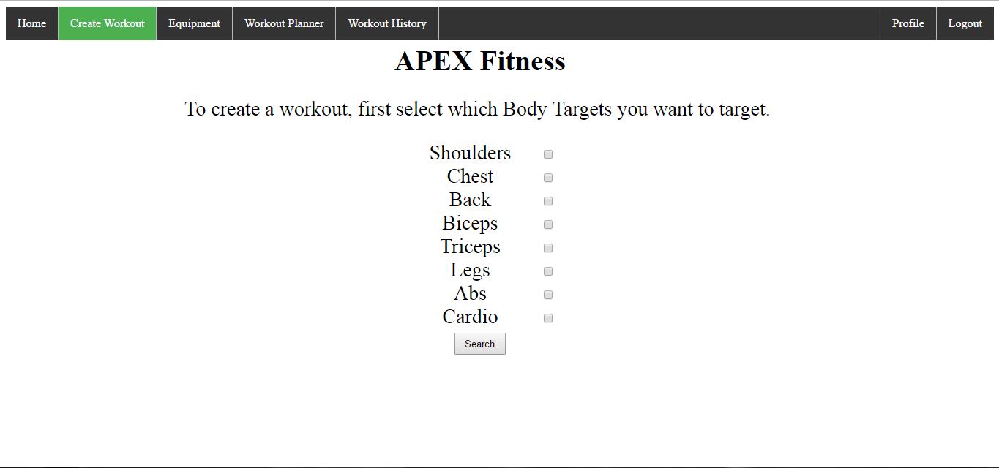 Home Create Workout Equipment Workout Planner Workout History Profile Logout
APEX Fitness
To create a workout, first select which Body Targets you want to target.
Shoulders
Chest
Back
Biceps
Triceps
Legs
Abs
Cardio
Search